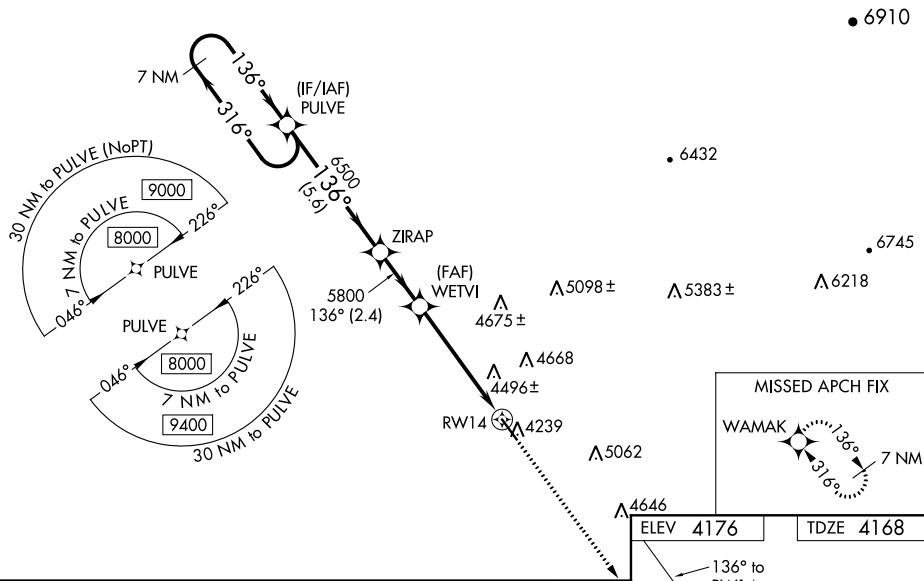 6910
7 NM
136°
316°
(IF/IAF)
PULVE
6500
136°
(5.6)
6432
30 NM to PULVE (NoPT)
9000
7 NM to PULVE
8000
226°
046°
PULVE
ZIRAP
6745
(FAF)
WETVI
5800
136° (2.4)
4675 ±
5098 ±
5383 ±
6218
PULVE
226°
046°
8000
7 NM to PULVE
9400
30 NM to PULVE
4668
4496 ±
RW14
4239
5062
4646
MISSED APCH FIX
WAMAK
136°
316°
7 NM
ELEV 4176
TDZE 4168
136° to